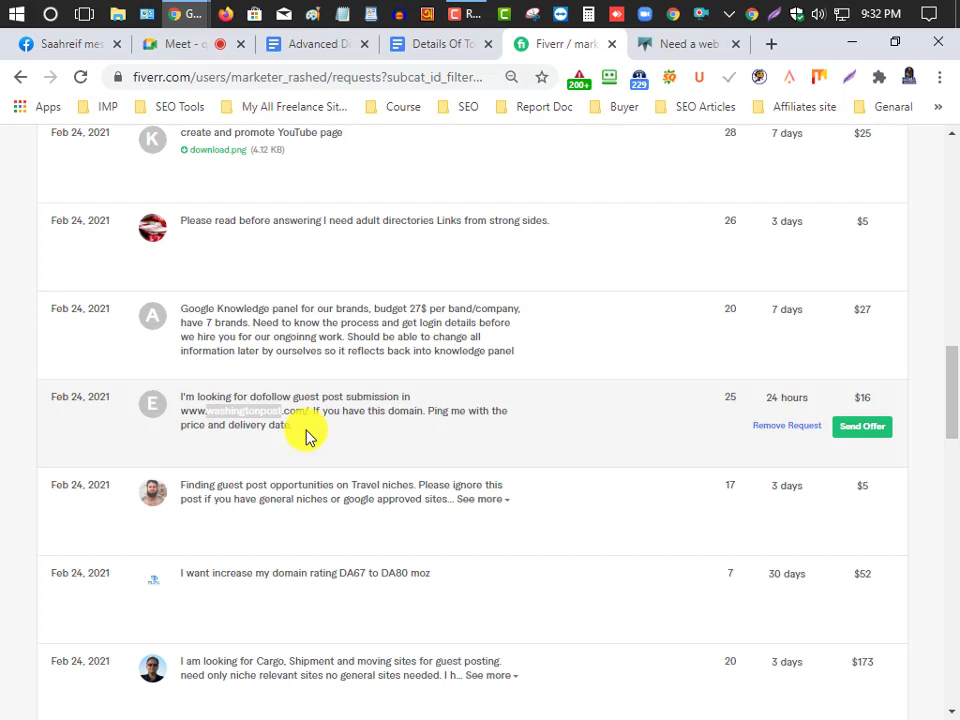 9:32 PM
G...
R...
Saahreif mes
Meet - q
Advanced Di
Details Of To
Fiverr / mark
Need a web
fiverr.com/users/marketer_rashed/requests?subcat_id_filter...
200+
229
Apps
IMP
SEO Tools
My All Freelance Sit...
Course
SEO
Report Doc
Buyer
SEO Articles
Affiliates site
Genaral
»
Feb 24, 2021
K
create and promote YouTube page
28
7 days
$25
download.png (4.12 KB)
Feb 24, 2021
Please read before answering I need adult directories Links from strong sides.
26
3 days
$5
Feb 24, 2021
A
Google Knowledge panel for our brands, budget 27$ per band/company,
have 7 brands. Need to know the process and get login details before
we hire you for our ongoinng work. Should be able to change all
information later by ourselves so it reflects back into knowledge panel
20
7 days
$27
Feb 24, 2021
E
I'm looking for dofollow guest post submission in
www.washingtonpost.com/. If you have this domain. Ping me with the
price and delivery date.
25
24 hours
$16
Remove Request
Send Offer
Feb 24, 2021
Finding guest post opportunities on Travel niches. Please ignore this
post if you have general niches or google approved sites... See more
17
3 days
$5
Feb 24, 2021
I want increase my domain rating DA67 to DA80 moz
7
30 days
$52
Feb 24, 2021
I am looking for Cargo, Shipment and moving sites for guest posting.
need only niche relevant sites no general sites needed. I h... See more
20
3 days
$173